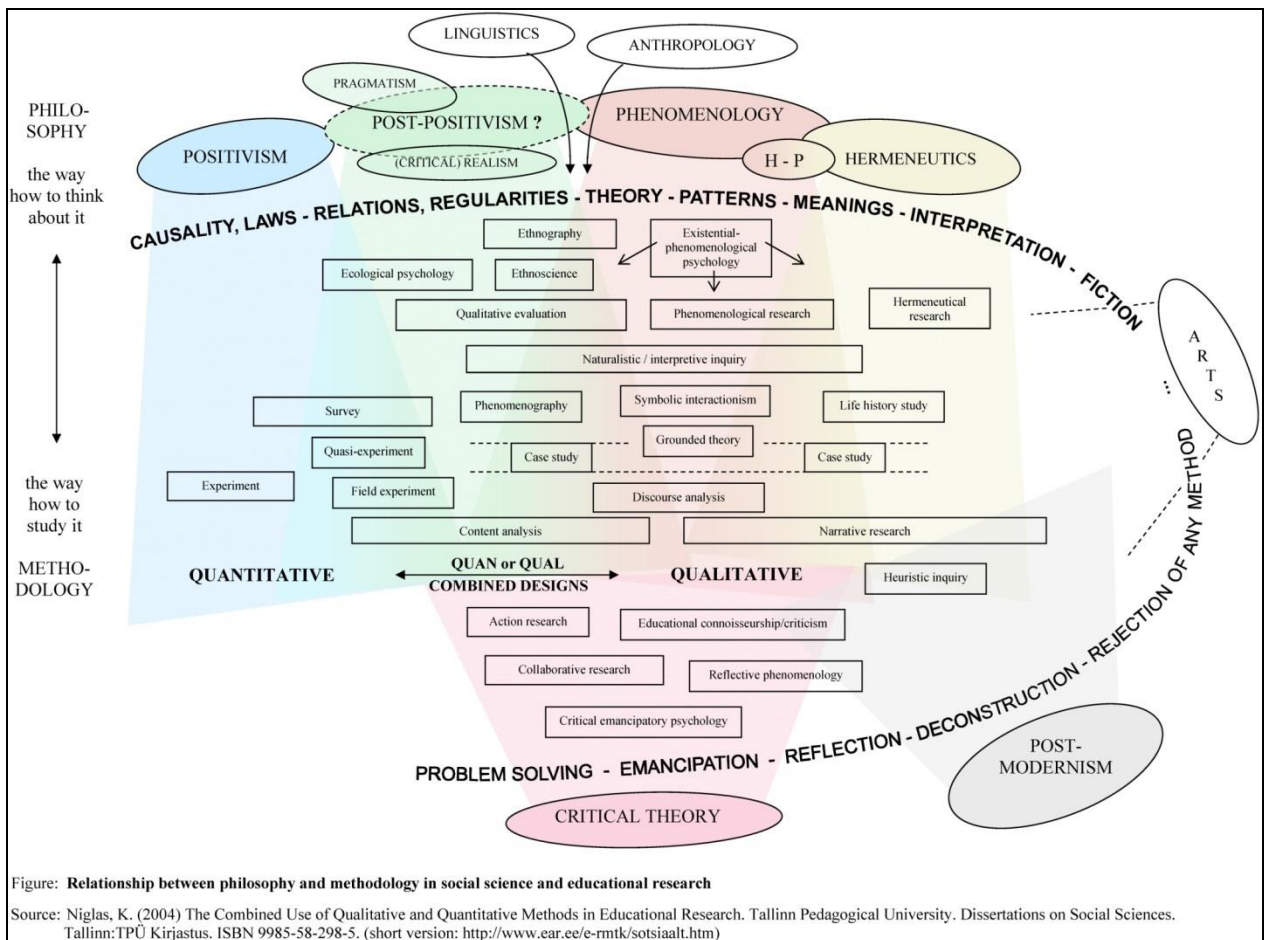 LINGUISTICS
ANTHROPOLOGY
PRAGMATISM
PHILO-
SOPHY
the way
how to think
about it
POSITIVISM
POST-POSITIVISM ?
(CRITICAL) REALISM
PHENOMENOLOGY
H - P
HERMENEUTICS
CAUSALITY, LAWS - RELATIONS, REGULARITIES - THEORY - PATTERNS - MEANINGS - INTERPRETATION - FICTION
Ethnography
Existential-
phenomenological
psychology
Ecological psychology
Ethnoscience
Qualitative evaluation
Phenomenological research
Hermeneutical
research
A
R
T
S
...
Naturalistic / interpretive inquiry
Survey
Phenomenography
Symbolic interactionism
Life history study
Quasi-experiment
Case study
Grounded theory
Case study
Experiment
Field experiment
Discourse analysis
Content analysis
Narrative research
the way
how to
study it
METHO-
DOLOGY
QUANTITATIVE
QUAN or QUAL
COMBINED DESIGNS
QUALITATIVE
Heuristic inquiry
Action research
Educational connoisseurship/criticism
Collaborative research
Reflective phenomenology
Critical emancipatory psychology
PROBLEM SOLVING - EMANCIPATION - REFLECTION - DECONSTRUCTION - REJECTION OF ANY METHOD
POST-
MODERNISM
CRITICAL THEORY
Figure: Relationship between philosophy and methodology in social science and educational research
Source: Niglas, K. (2004) The Combined Use of Qualitative and Quantitative Methods in Educational Research. Tallinn Pedagogical University. Dissertations on Social Sciences.
Tallinn:TPÜ Kirjastus. ISBN 9985-58-298-5. (short version: http://www.ear.ee/e-rmtk/sotsiaalt.htm)